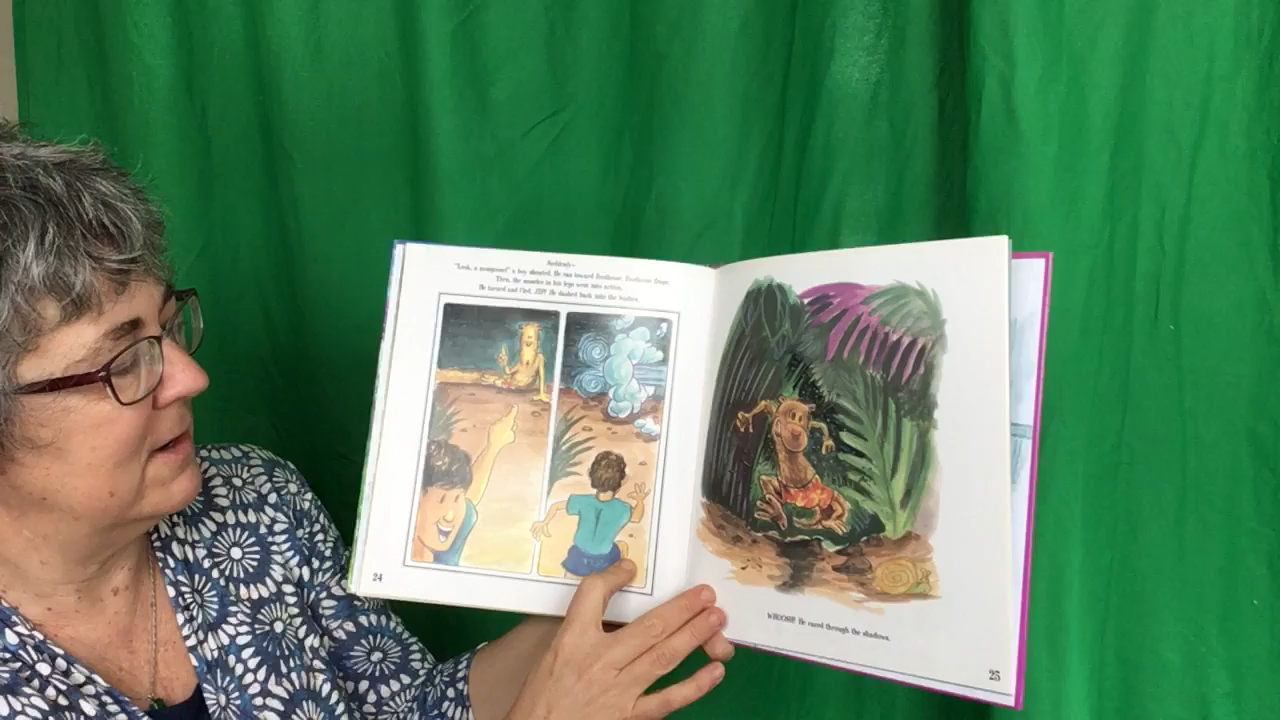 Suddenly—
"Look, a mongoose!" a boy shouted. He ran toward
Then, the muscles in his legs went into action.
He turned and fled. ZIP! He dashed back into the bushes.
24
WHOOSH! He raced through the shadows.
25